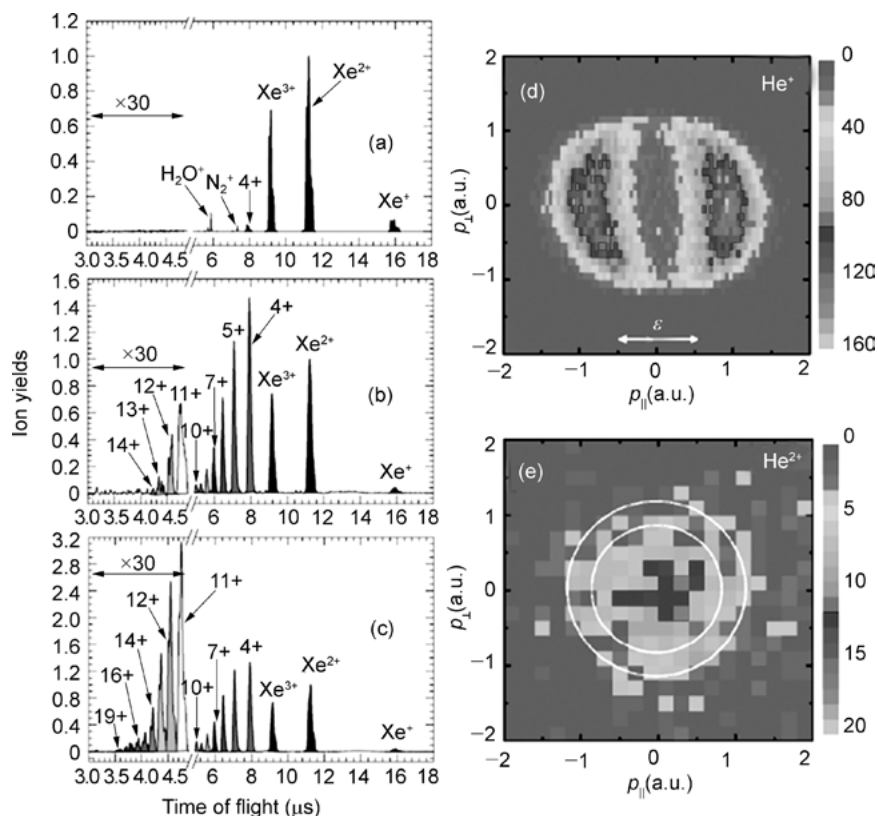 1.2
1.0
0.8
0.6
0.4
0.2
0
×30
H₂O⁺
N₂⁺
4+
Xe³⁺
Xe²⁺
Xe⁺
(a)
3.0 3.5 4.0 4.5 6 8 10 12 14 16 18
1.6
1.4
1.2
1.0
0.8
0.6
0.4
0.2
0
×30
14+
13+
12+
11+
10+
7+
5+
4+
Xe³⁺
Xe²⁺
Xe⁺
(b)
3.0 3.5 4.0 4.5 6 8 10 12 14 16 18
3.2
2.8
2.4
2.0
1.6
1.2
0.8
0.4
0
×30
19+
16+
14+
12+
11+
10+
7+
4+
Xe³⁺
Xe²⁺
Xe⁺
(c)
3.0 3.5 4.0 4.5 6 8 10 12 14 16 18
Time of flight (μs)
Ion yields
(d)
He⁺
2
1
0
−1
−2
p⊥(a.u.)
ε
−2 −1 0 1 2
p||(a.u.)
0
40
80
120
160
(e)
He²⁺
2
1
0
−1
−2
p⊥(a.u.)
−2 −1 0 1 2
p||(a.u.)
0
5
10
15
20